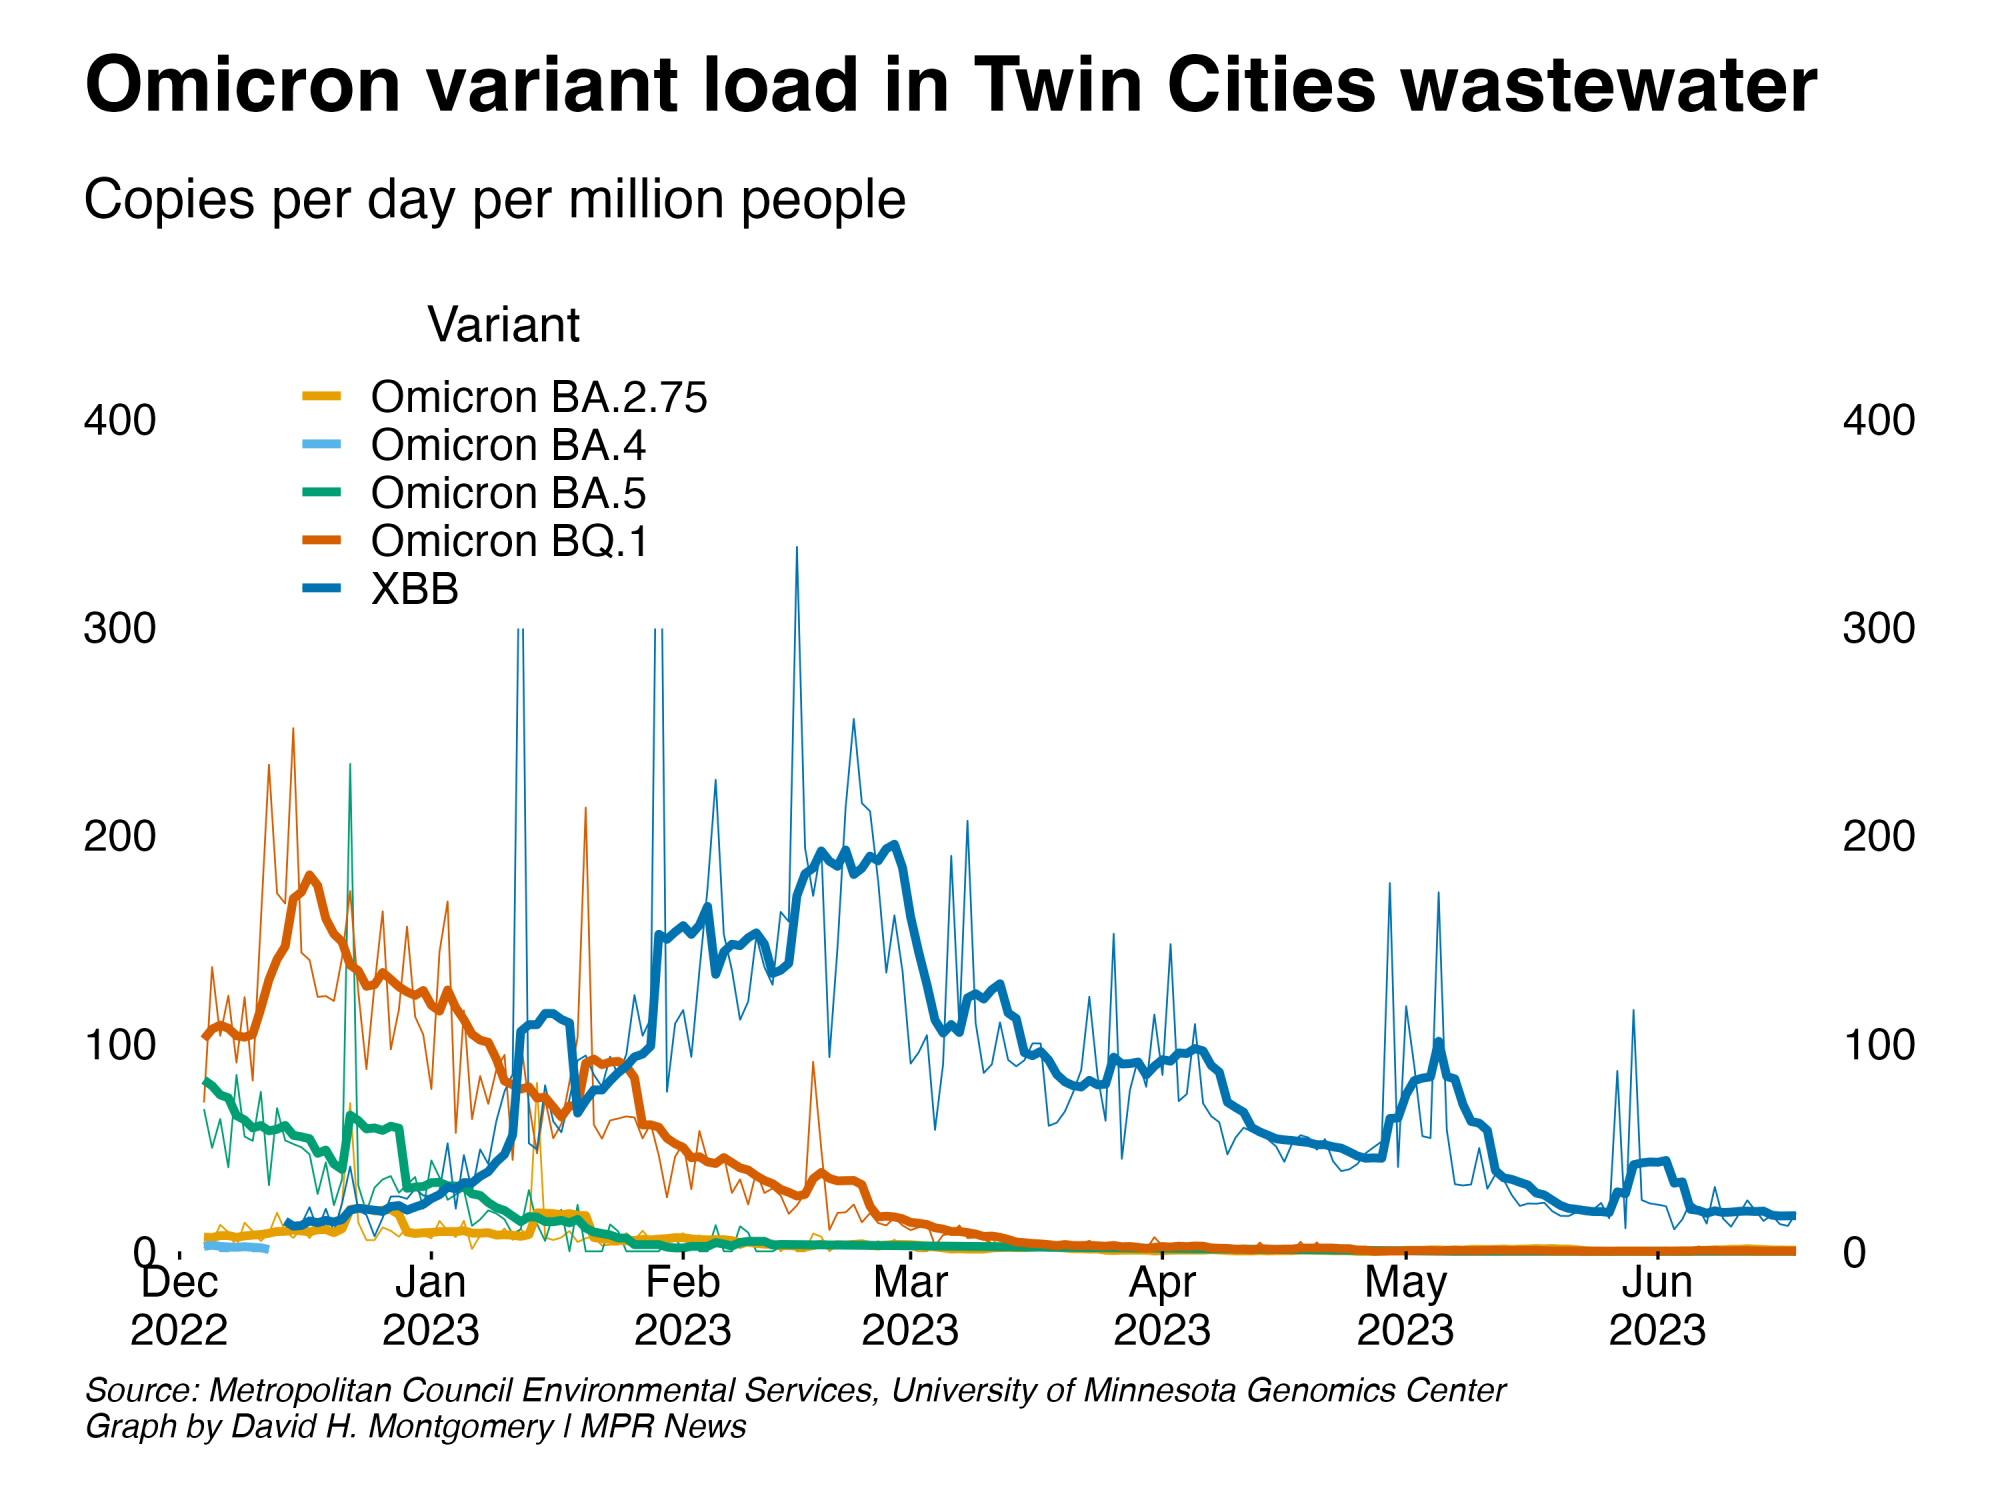 Omicron variant load in Twin Cities wastewater
Copies per day per million people
Variant
Omicron BA.2.75
Omicron BA.4
Omicron BA.5
Omicron BQ.1
XBB
400 400
300 300
200 200
100 100
0 0
Dec Jan Feb Mar Apr May Jun
2022 2023 2023 2023 2023 2023 2023
Source: Metropolitan Council Environmental Services, University of Minnesota Genomics Center
Graph by David H. Montgomery | MPR News